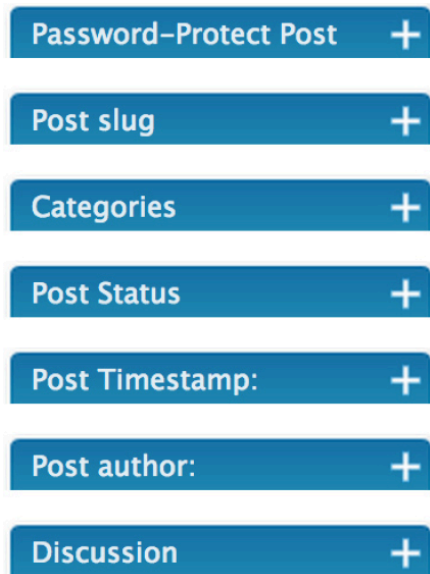 Password-Protect Post
Post slug
Categories
Post Status
Post Timestamp:
Post author:
Discussion